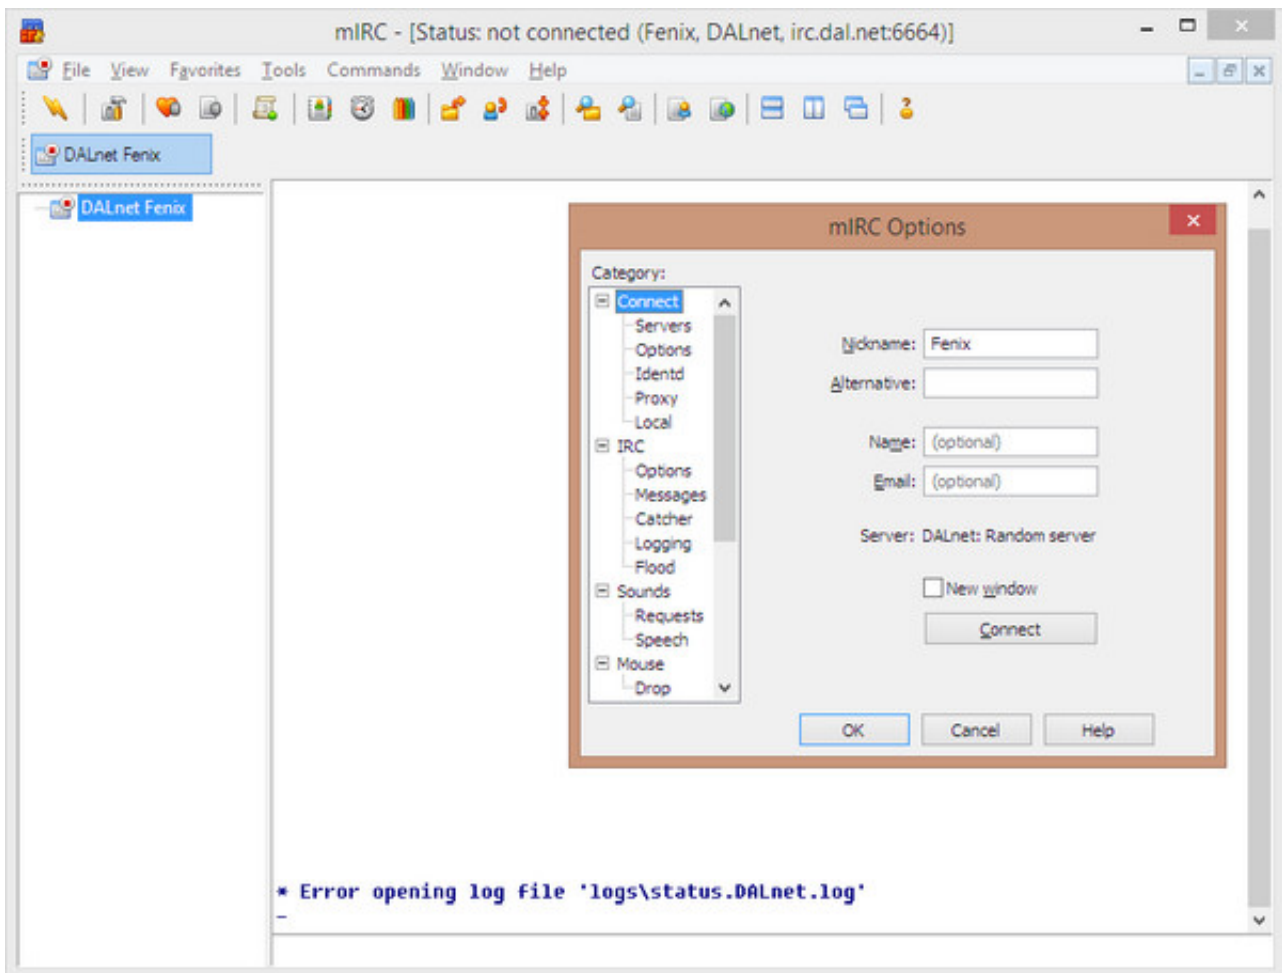 mIRC - [Status: not connected (Fenix, DALnet, irc.dal.net:6664)]
File View Favorites Tools Commands Window Help
DALnet Fenix
DALnet Fenix
mIRC Options
Category:
Connect
Servers
Options
Identd
Proxy
Local
IRC
Options
Messages
Catcher
Logging
Flood
Sounds
Requests
Speech
Mouse
Drop
Nickname: Fenix
Alternative:
Name: (optional)
Email: (optional)
Server: DALnet: Random server
New window
Connect
OK Cancel Help
* Error opening log file 'logs\status.DALnet.log'
-